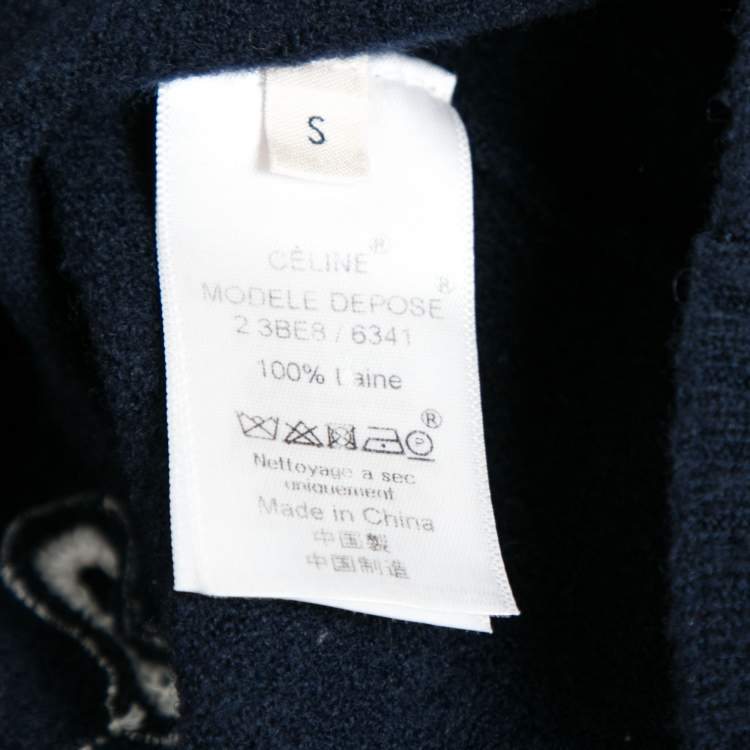 S
CÉLINE®
MODELE DEPOSE®
2 3BE8 / 6341
100% Laine
P ®
Nettoyage a sec
uniquement
Made in China
中国製
中国制造